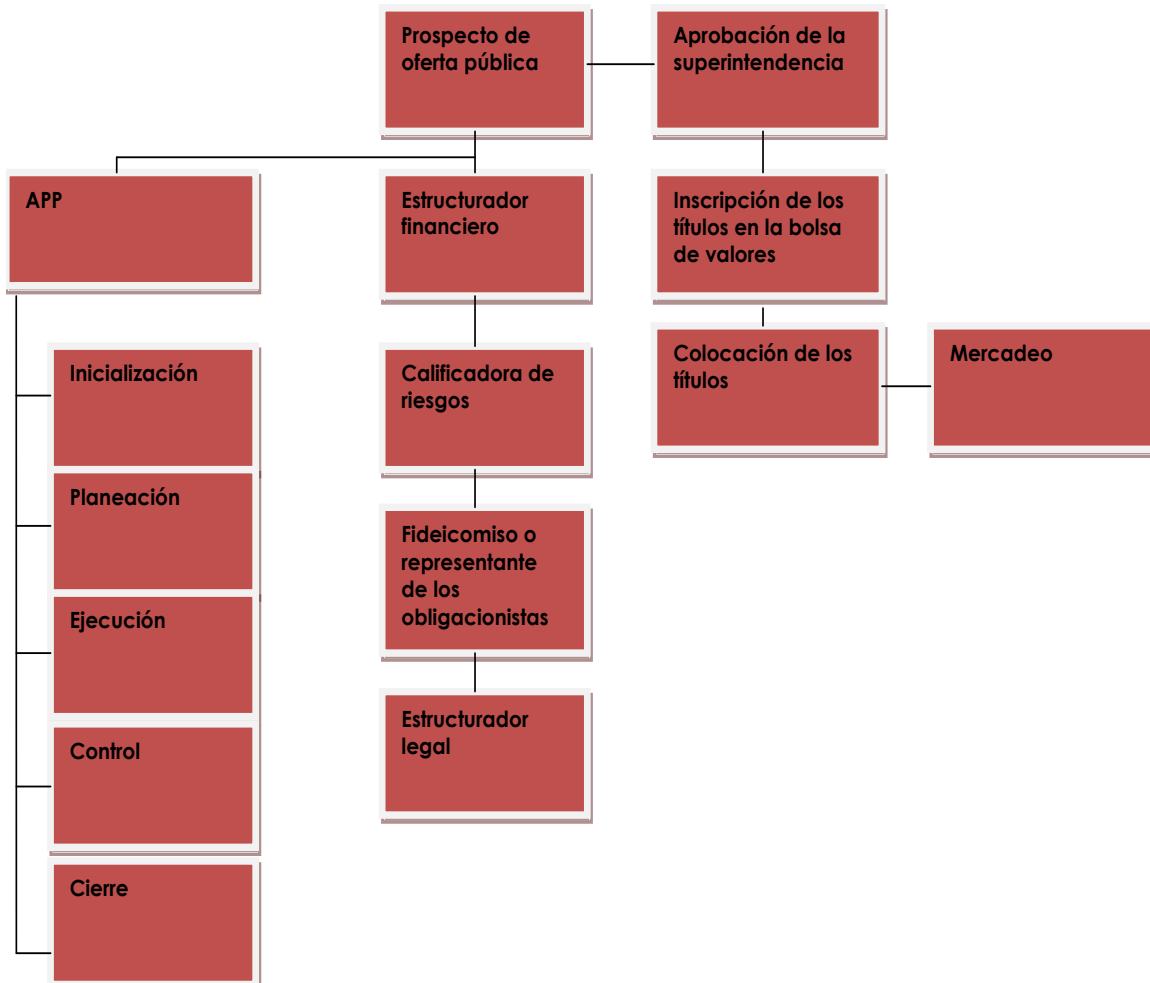 Prospecto de
oferta pública
Aprobación de la
superintendencia
APP
Estructurador
financiero
Inscripción de los
títulos en la bolsa
de valores
Inicialización
Calificadora de
riesgos
Colocación de los
títulos
Mercadeo
Planeación
Fideicomiso o
representante
de los
obligacionistas
Ejecución
Estructurador
legal
Control
Cierre